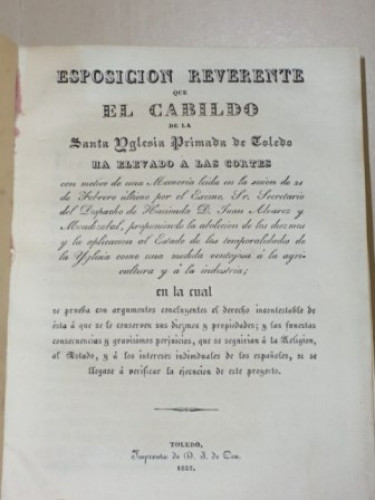 ESPOSICION REVERENTE
QUE
EL CABILDO
DE LA
Santa Yglesia Primada de Toledo
HA ELEVADO A LAS CORTES
con motivo de una Memoria leida en la sesion de 21
de Febrero último por el Escmo. Sr. Secretario
del Despacho de Hacienda D. Juan Alvarez y
Mendizabal, proponiendo la abolicion de los diezmos
y la aplicacion al Estado de las temporalidades de
la Yglesia como una medida ventajosa á la agri-
cultura y á la industria;
en la cual
se prueba con argumentos concluyentes el derecho incontestable de
ésta á que se le conserven sus diezmos y propiedades; y las funestas
consecuencias y gravisimos perjuicios, que se seguirian á la Religion,
al Estado, y á los intereses individuales de los españoles, si se
llegase á verificar la ejecucion de este proyecto.
TOLEDO,
Imprenta de D. J. de Cea.